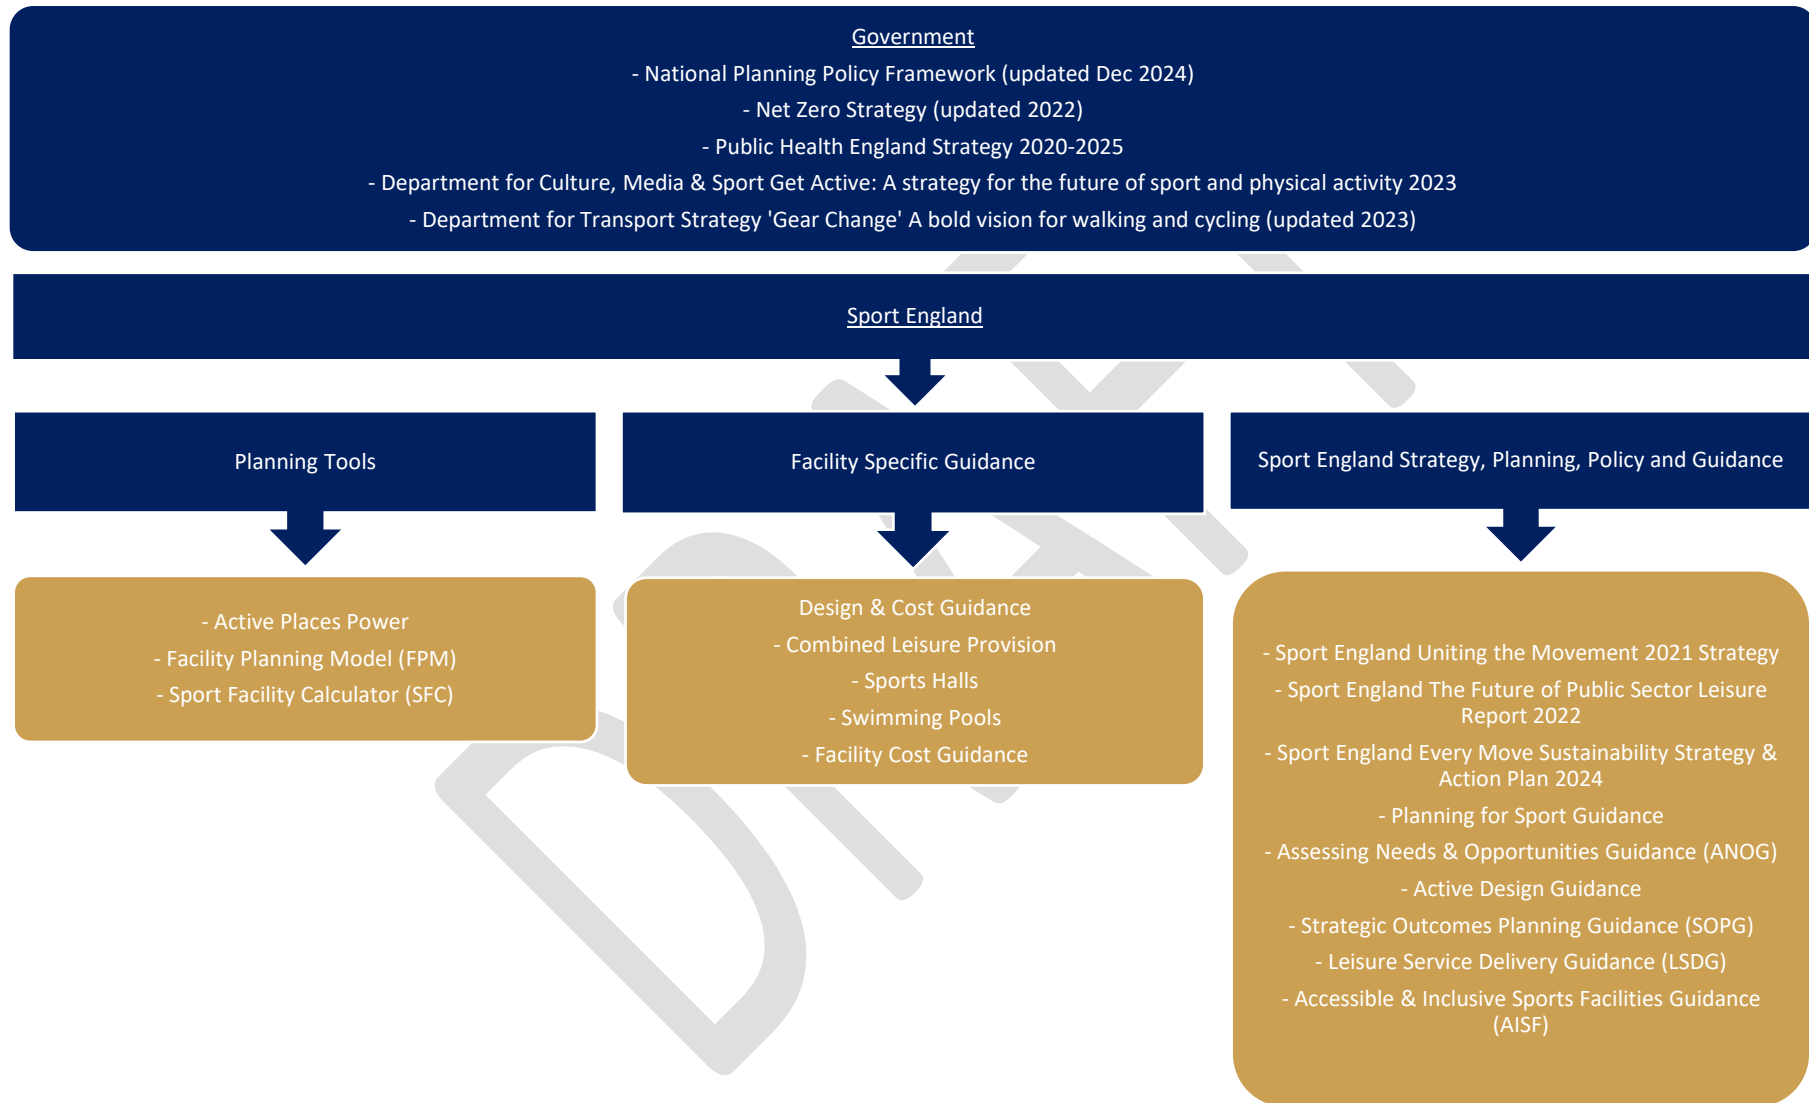 Government
- National Planning Policy Framework (updated Dec 2024)
- Net Zero Strategy (updated 2022)
- Public Health England Strategy 2020-2025
- Department for Culture, Media & Sport Get Active: A strategy for the future of sport and physical activity 2023
- Department for Transport Strategy 'Gear Change' A bold vision for walking and cycling (updated 2023)
Sport England
Planning Tools
- Active Places Power
- Facility Planning Model (FPM)
- Sport Facility Calculator (SFC)
Facility Specific Guidance
Design & Cost Guidance
- Combined Leisure Provision
- Sports Halls
- Swimming Pools
- Facility Cost Guidance
Sport England Strategy, Planning, Policy and Guidance
- Sport England Uniting the Movement 2021 Strategy
- Sport England The Future of Public Sector Leisure
Report 2022
- Sport England Every Move Sustainability Strategy &
Action Plan 2024
- Planning for Sport Guidance
- Assessing Needs & Opportunities Guidance (ANOG)
- Active Design Guidance
- Strategic Outcomes Planning Guidance (SOPG)
- Leisure Service Delivery Guidance (LSDG)
- Accessible & Inclusive Sports Facilities Guidance
(AISF)